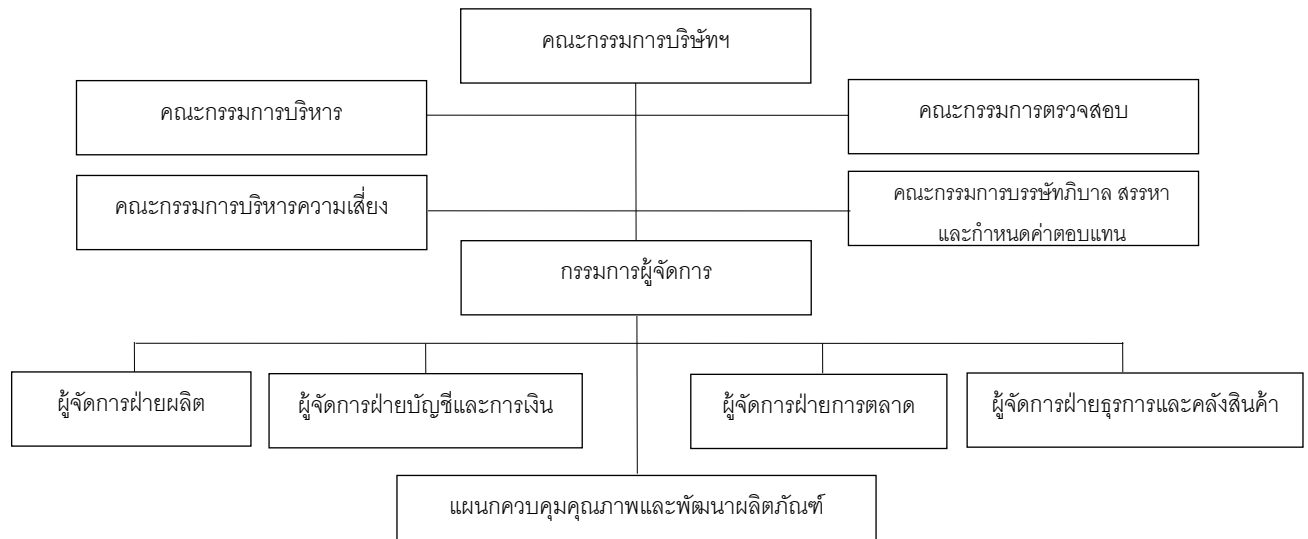 คณะกรรมการบริษัทฯ
คณะกรรมการบริหาร
คณะกรรมการตรวจสอบ
คณะกรรมการบริหารความเสี่ยง
คณะกรรมการบรรษัทภิบาล สรรหา
และกำหนดค่าตอบแทน
กรรมการผู้จัดการ
ผู้จัดการฝ่ายผลิต
ผู้จัดการฝ่ายบัญชีและการเงิน
ผู้จัดการฝ่ายการตลาด
ผู้จัดการฝ่ายธุรการและคลังสินค้า
แผนกควบคุมคุณภาพและพัฒนาผลิตภัณฑ์